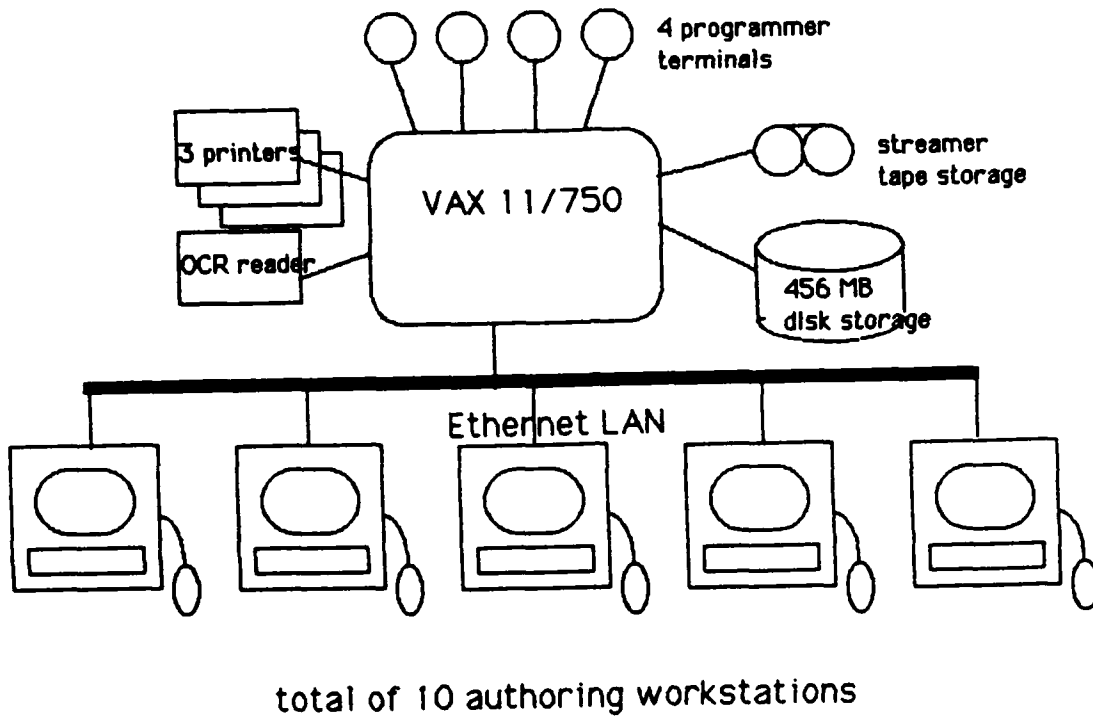 4 programmer
terminals
3 printers
VAX 11/750
streamer
tape storage
OCR reader
456 MB
disk storage
Ethernet LAN
total of 10 authoring workstations